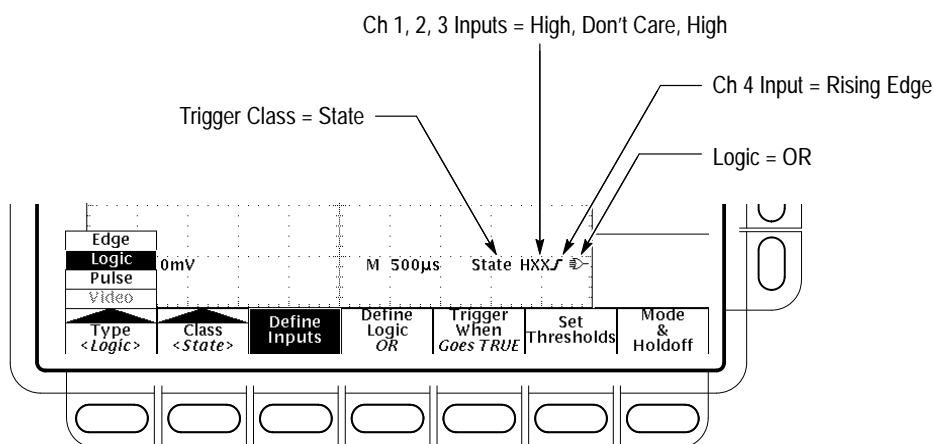 Ch 1, 2, 3 Inputs = High, Don't Care, High
Ch 4 Input = Rising Edge
Trigger Class = State
Logic = OR
Edge
Logic
Pulse
Video
0mV
M 500µs
State HXX
Type
<Logic>
Class
<State>
Define
Inputs
Define
Logic
OR
Trigger
When
Goes TRUE
Set
Thresholds
Mode
&
Holdoff